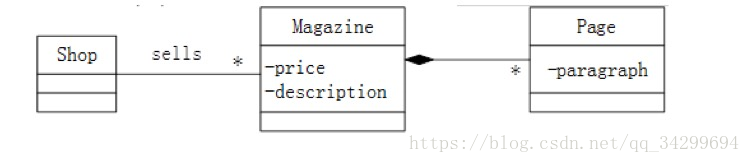 Shop
sells
*
Magazine
-price
-description
*
Page
-paragraph
https://blog.csdn.net/qq_34299694